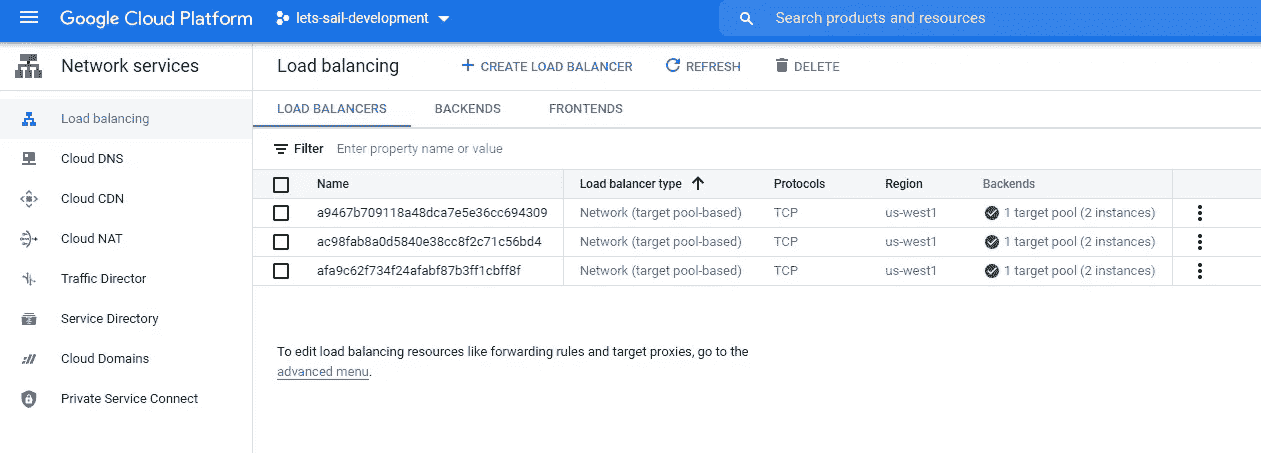 Google Cloud Platform lets-sail-development Search products and resources
Network services
Load balancing
Cloud DNS
Cloud CDN
Cloud NAT
Traffic Director
Service Directory
Cloud Domains
Private Service Connect
Load balancing CREATE LOAD BALANCER REFRESH DELETE
LOAD BALANCERS BACKENDS FRONTENDS
Filter Enter property name or value
Name Load balancer type Protocols Region Backends
a9467b709118a48dca7e5e36cc694309 Network (target pool-based) TCP us-west1 1 target pool (2 instances)
ac98fab8a0d5840e38cc8f2c71c56bd4 Network (target pool-based) TCP us-west1 1 target pool (2 instances)
afa9c62f734f24afabf87b3ff1cbff8f Network (target pool-based) TCP us-west1 1 target pool (2 instances)
To edit load balancing resources like forwarding rules and target proxies, go to the
advanced menu.